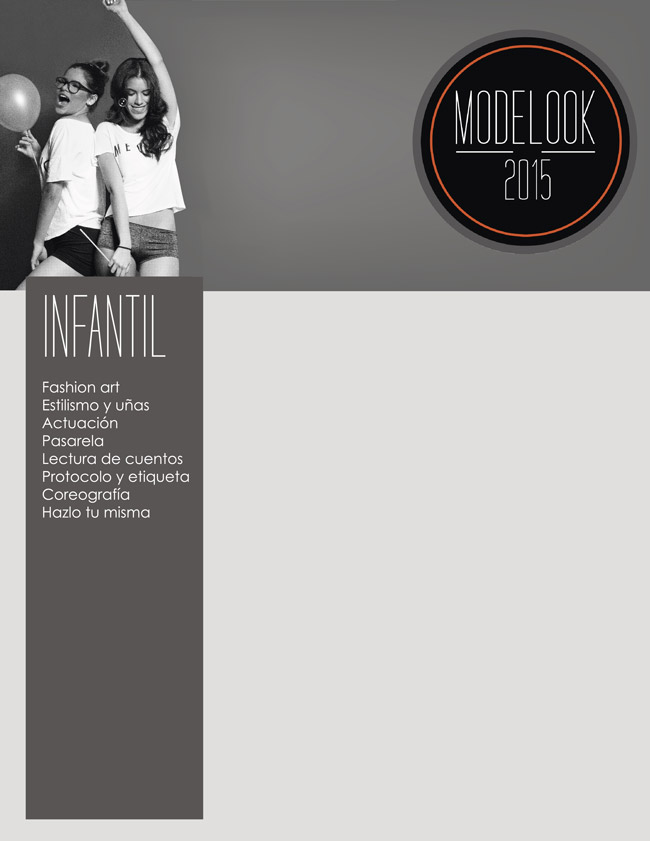 MODELOOK
2015
INFANTIL
Fashion art
Estilismo y uñas
Actuación
Pasarela
Lectura de cuentos
Protocolo y etiqueta
Coreografía
Hazlo tu misma